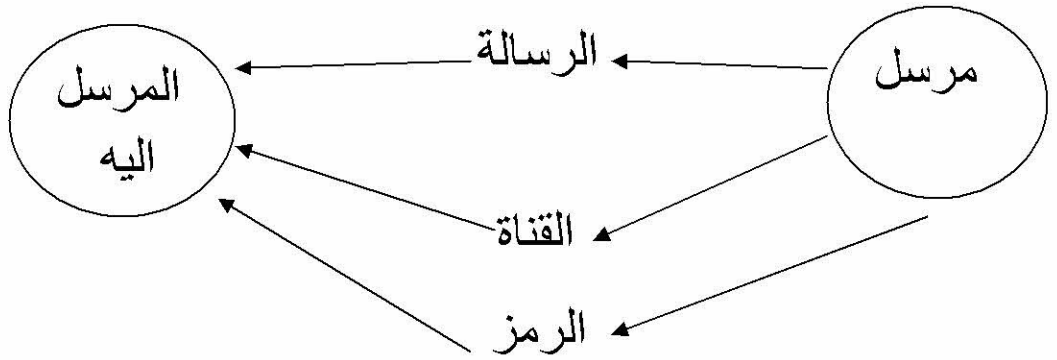 مرسل
الرسالة
المرسل
اليه
القناة
الرمز